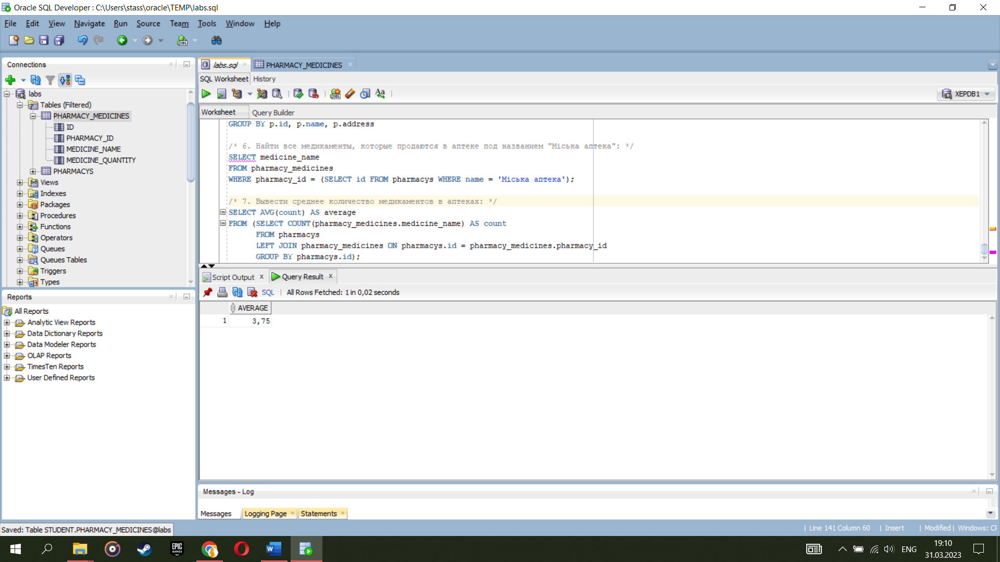 Oracle SQL Developer : C:\Users\stass\oracle\TEMP\labs.sql
File Edit View Navigate Run Source Team Tools Window Help
Connections
labs
Tables (Filtered)
PHARMACY_MEDICINES
ID
PHARMACY_ID
MEDICINE_NAME
MEDICINE_QUANTITY
PHARMACYS
Views
Indexes
Packages
Procedures
Functions
Operators
Queues
Queues Tables
Triggers
Types
Reports
All Reports
Analytic View Reports
Data Dictionary Reports
Data Modeler Reports
OLAP Reports
TimesTen Reports
User Defined Reports
labs.sql PHARMACY_MEDICINES
SQL Worksheet History
XEPDB1
Worksheet Query Builder
GROUP BY p.id, p.name, p.address
/* 6. Найти все медикаменты, которые продаются в аптеке под названием "Міська аптека": */
SELECT medicine_name
FROM pharmacy_medicines
WHERE pharmacy_id = (SELECT id FROM pharmacys WHERE name = 'Міська аптека');
/* 7. Вывести среднее количество медикаментов в аптеках: */
SELECT AVG(count) AS average
FROM (SELECT COUNT(pharmacy_medicines.medicine_name) AS count
FROM pharmacys
LEFT JOIN pharmacy_medicines ON pharmacys.id = pharmacy_medicines.pharmacy_id
GROUP BY pharmacys.id);
Script Output x Query Result x
SQL | All Rows Fetched: 1 in 0,02 seconds
AVERAGE
1 3,75
Messages - Log
Messages Logging Page Statements
Saved: Table STUDENT.PHARMACY_MEDICINES@labs
| Line 141 Column 60 | Insert | Modified | Windows: CF
EPIC
GAMES
ENG
19:10
31.03.2023